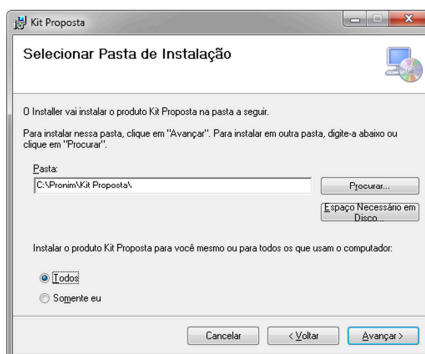 Kit Proposta
Selecionar Pasta de Instalação
O Installer vai instalar o produto Kit Proposta na pasta a seguir.
Para instalar nessa pasta, clique em "Avançar". Para instalar em outra pasta, digite-a abaixo ou
clique em "Procurar".
Pasta:
C:\Pronim\Kit Proposta\
Procurar...
Espaço Necessário em
Disco...
Instalar o produto Kit Proposta para você mesmo ou para todos os que usam o computador:
Todos
Somente eu
Cancelar
< Voltar
Avançar >